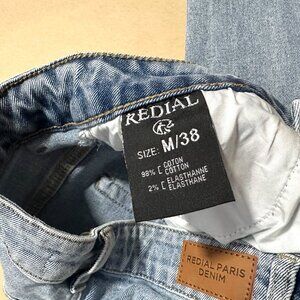 REDIAL
SIZE: M/38
98% [ COTON
COTTON
2% [ ELASTHANNE
ELASTHANE
REDIAL PARIS
DENIM